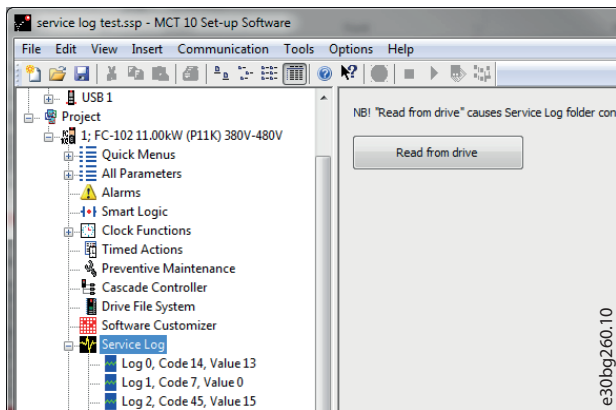 service log test.ssp - MCT 10 Set-up Software
File Edit View Insert Communication Tools Options Help
USB 1
Project
1; FC-102 11.00kW (P11K) 380V-480V
Quick Menus
All Parameters
Alarms
Smart Logic
Clock Functions
Timed Actions
Preventive Maintenance
Cascade Controller
Drive File System
Software Customizer
Service Log
Log 0, Code 14, Value 13
Log 1, Code 7, Value 0
Log 2, Code 45, Value 15
NB! "Read from drive" causes Service Log folder con
Read from drive
e30bg260.10